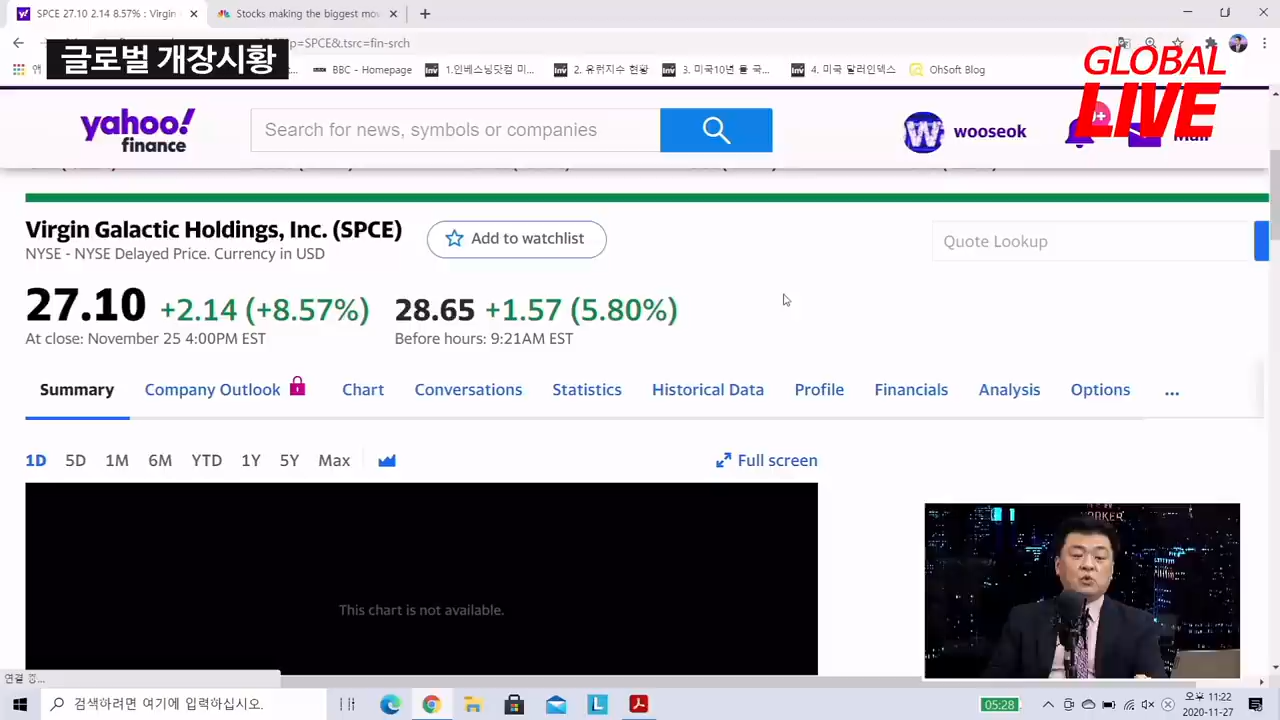 SPCE 27.10 2.14 8.57% : Virgin
Stocks making the biggest mo
글로벌 개장시황
p=SPCE&.tsrc=fin-srch
BBC - Homepage
1.인베스닝닷컴 미...
2. 유럽지수 현황
3. 미국10년 물 국...
4. 미국 달러인덱스
OhSoft Blog
GLOBAL
LIVE
yahoo!
finance
Search for news, symbols or companies
wooseok
9+
Mail
Virgin Galactic Holdings, Inc. (SPCE)
Add to watchlist
NYSE - NYSE Delayed Price. Currency in USD
Quote Lookup
27.10 +2.14 (+8.57%)
28.65 +1.57 (5.80%)
At close: November 25 4:00PM EST
Before hours: 9:21AM EST
Summary
Company Outlook
Chart
Conversations
Statistics
Historical Data
Profile
Financials
Analysis
Options
...
1D
5D
1M
6M
YTD
1Y
5Y
Max
Full screen
This chart is not available.
연결 중...
검색하려면 여기에 입력하십시오.
05:28
오후 11:22
2020-11-27